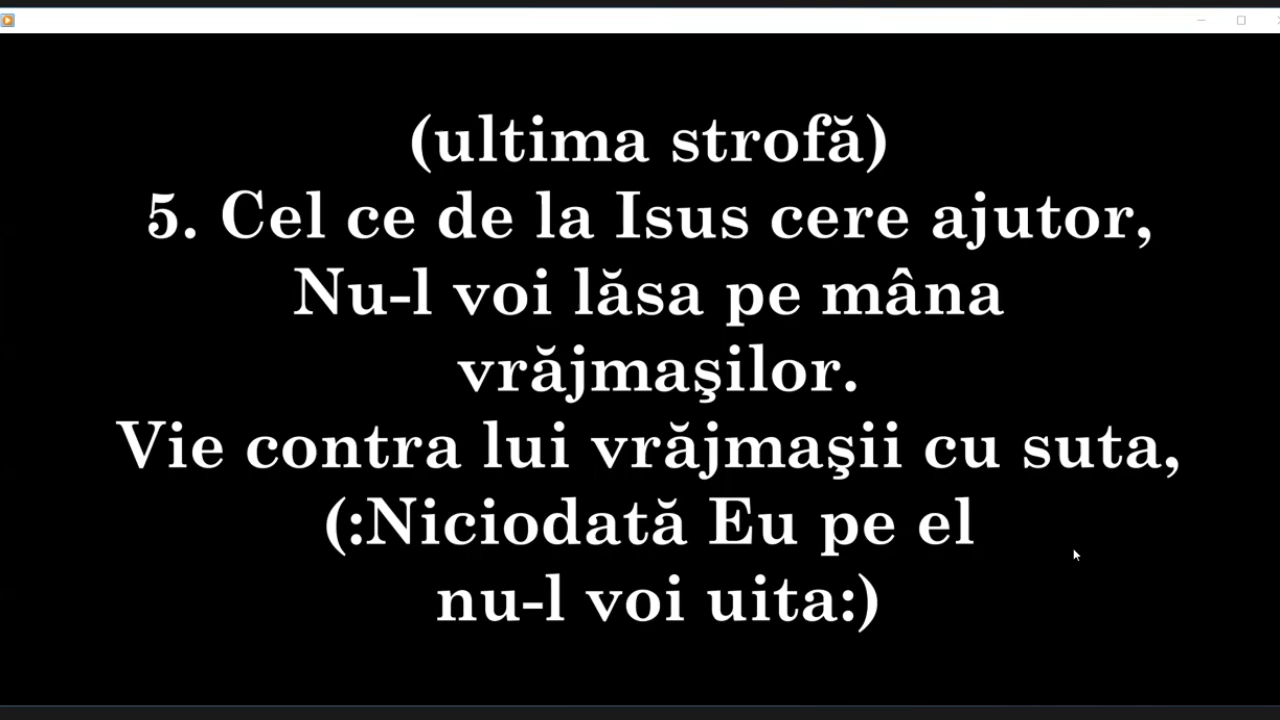 (ultima strofă)
5. Cel ce de la Isus cere ajutor,
Nu-l voi lăsa pe mâna
vrăjmaşilor.
Vie contra lui vrăjmaşii cu suta,
(:Niciodată Eu pe el
nu-l voi uita:)